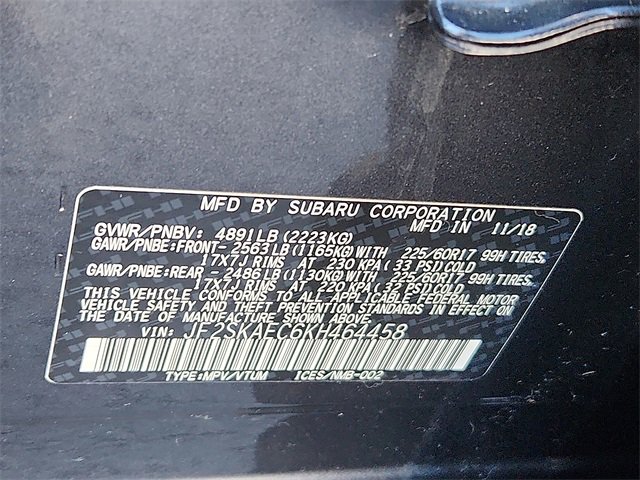 MFD BY SUBARU CORPORATION
GVWR/PNBV: 4891LB(2223KG) MFD IN 11/18
GAWR/PNBE:FRONT- 2563LB(1165KG)WITH 225/60R17 99H TIRES.
17X7J RIMS AT 230 KPA(33 PSI)COLD
GAWR/PNBE:REAR - 2486LB(1130KG)WITH 225/60R17 99H TIRES.
17X7J RIMS AT 220 KPA(32 PSI)COLD
THIS VEHICLE CONFORMS TO ALL APPLICABLE FEDERAL MOTOR
VEHICLE SAFETY AND THEFT PREVENTION STANDARDS IN EFFECT ON
THE DATE OF MANUFACTURE SHOWN ABOVE.
VIN: JF2SKAEC6KH464458
TYPE:MPV/VTUM ICES/NMB-002